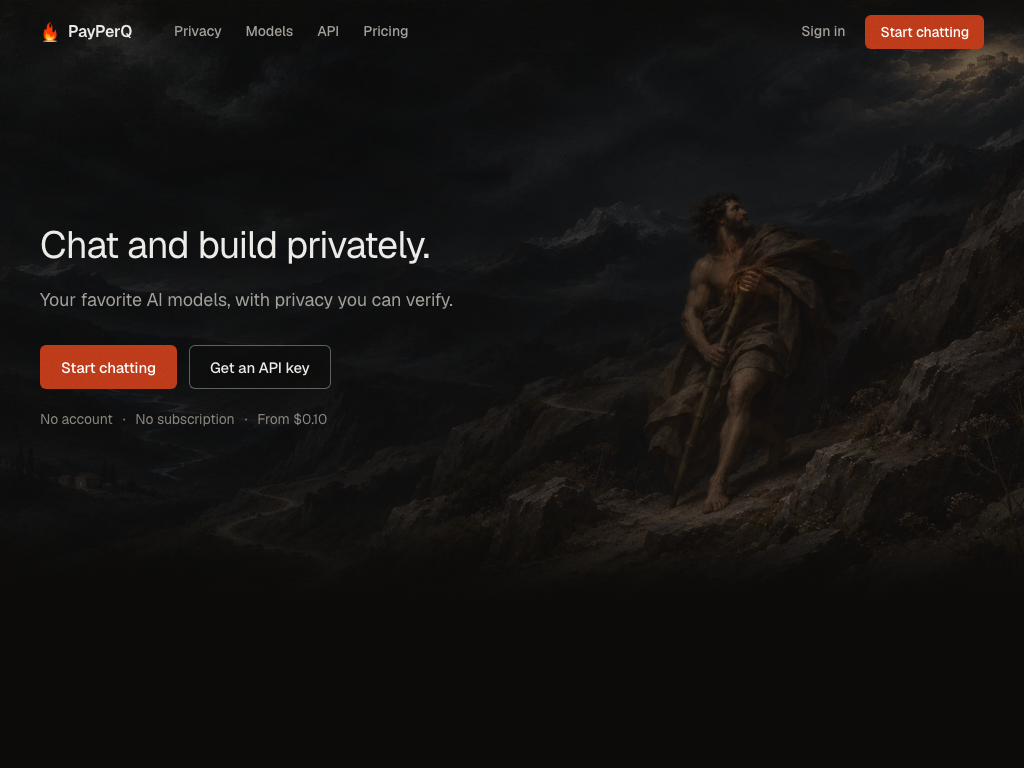 PayPerQ Privacy Models API Pricing Sign in Start chatting
Chat and build privately.
Your favorite AI models, with privacy you can verify.
Start chatting Get an API key
No account · No subscription · From $0.10